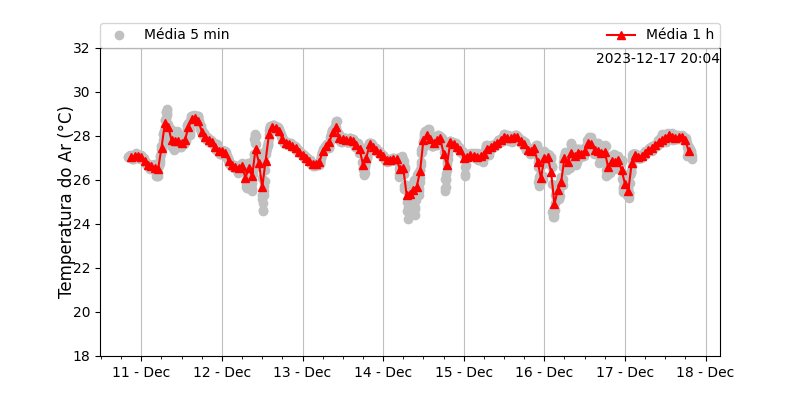 Média 5 min
Média 1 h
2023-12-17 20:04
Temperatura do Ar (°C)
32
30
28
26
24
22
20
18
11 - Dec
12 - Dec
13 - Dec
14 - Dec
15 - Dec
16 - Dec
17 - Dec
18 - Dec